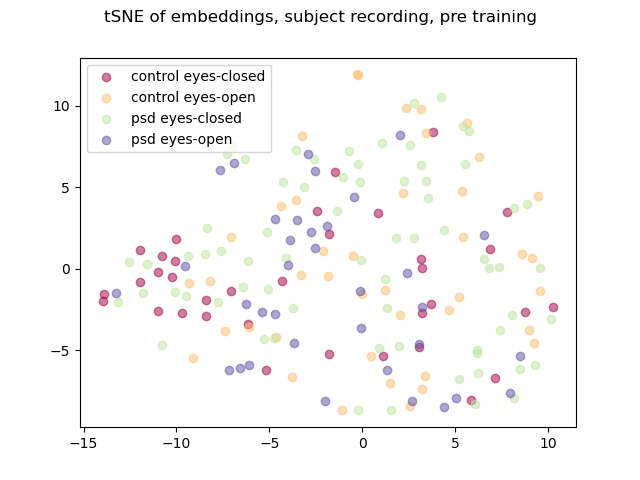 tSNE of embeddings, subject recording, pre training
control eyes-closed
control eyes-open
psd eyes-closed
psd eyes-open
10
5
0
−5
−15
−10
−5
0
5
10